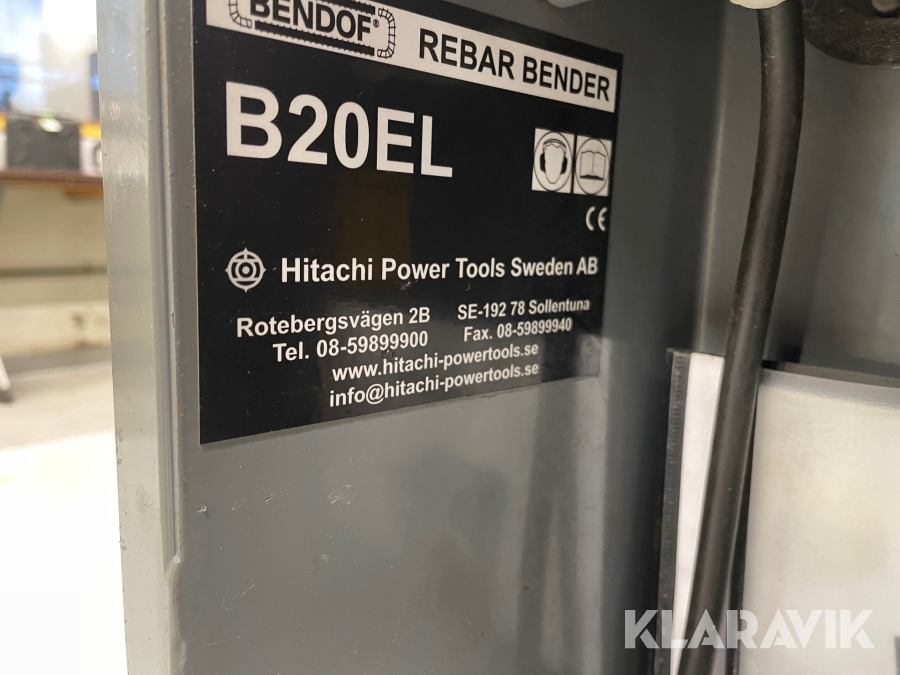 BENDOF®
REBAR BENDER
B20EL
CE
Hitachi Power Tools Sweden AB
Rotebergsvägen 2B SE-192 78 Sollentuna
Tel. 08-59899900 Fax. 08-59899940
www.hitachi-powertools.se
info@hitachi-powertools.se
KLARAVIK